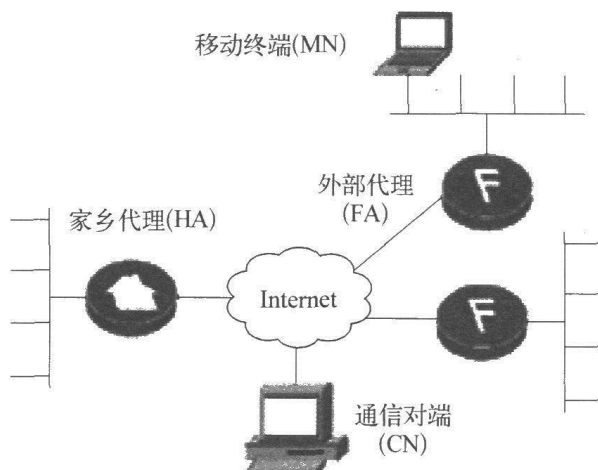 移动终端(MN)
外部代理
(FA)
家乡代理(HA)
Internet
通信对端
(CN)
F
F